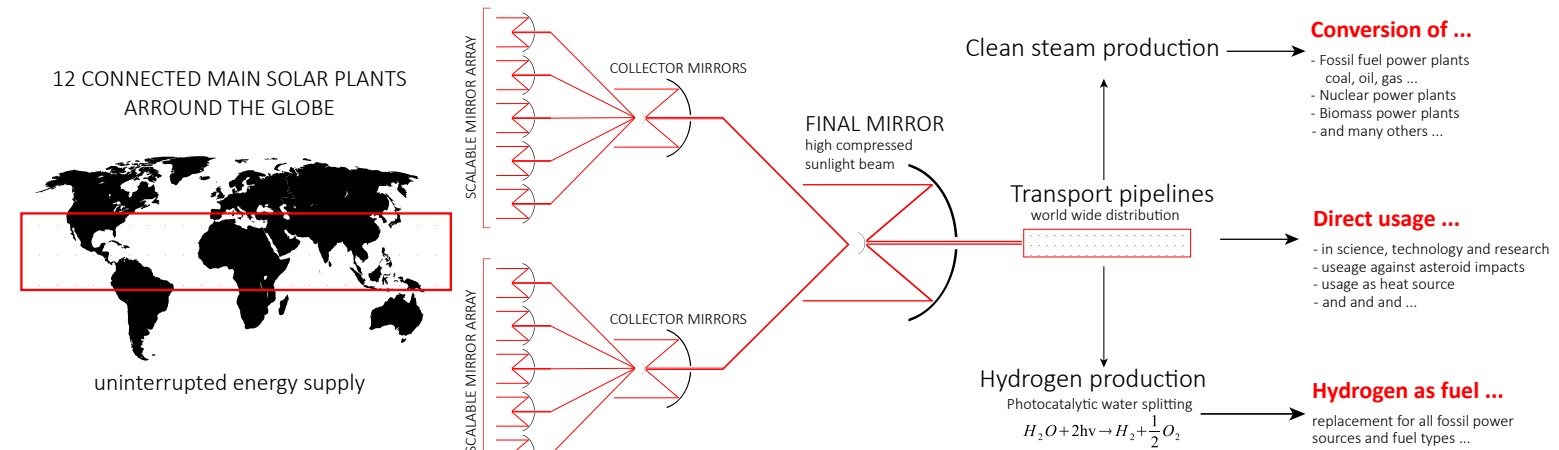 12 CONNECTED MAIN SOLAR PLANTS
ARROUND THE GLOBE
uninterrupted energy supply
SCALABLE MIRROR ARRAY
COLLECTOR MIRRORS
SCALABLE MIRROR ARRAY
COLLECTOR MIRRORS
FINAL MIRROR
high compressed
sunlight beam
Clean steam production
Transport pipelines
world wide distribution
Hydrogen production
Photocatalytic water splitting
H₂O+2hv→H₂+½O₂
Conversion of ...
- Fossil fuel power plants
coal, oil, gas ...
- Nuclear power plants
- Biomass power plants
- and many others ...
Direct usage ...
- in science, technology and research
- useage against asteroid impacts
- usage as heat source
- and and and ...
Hydrogen as fuel ...
replacement for all fossil power
sources and fuel types ...